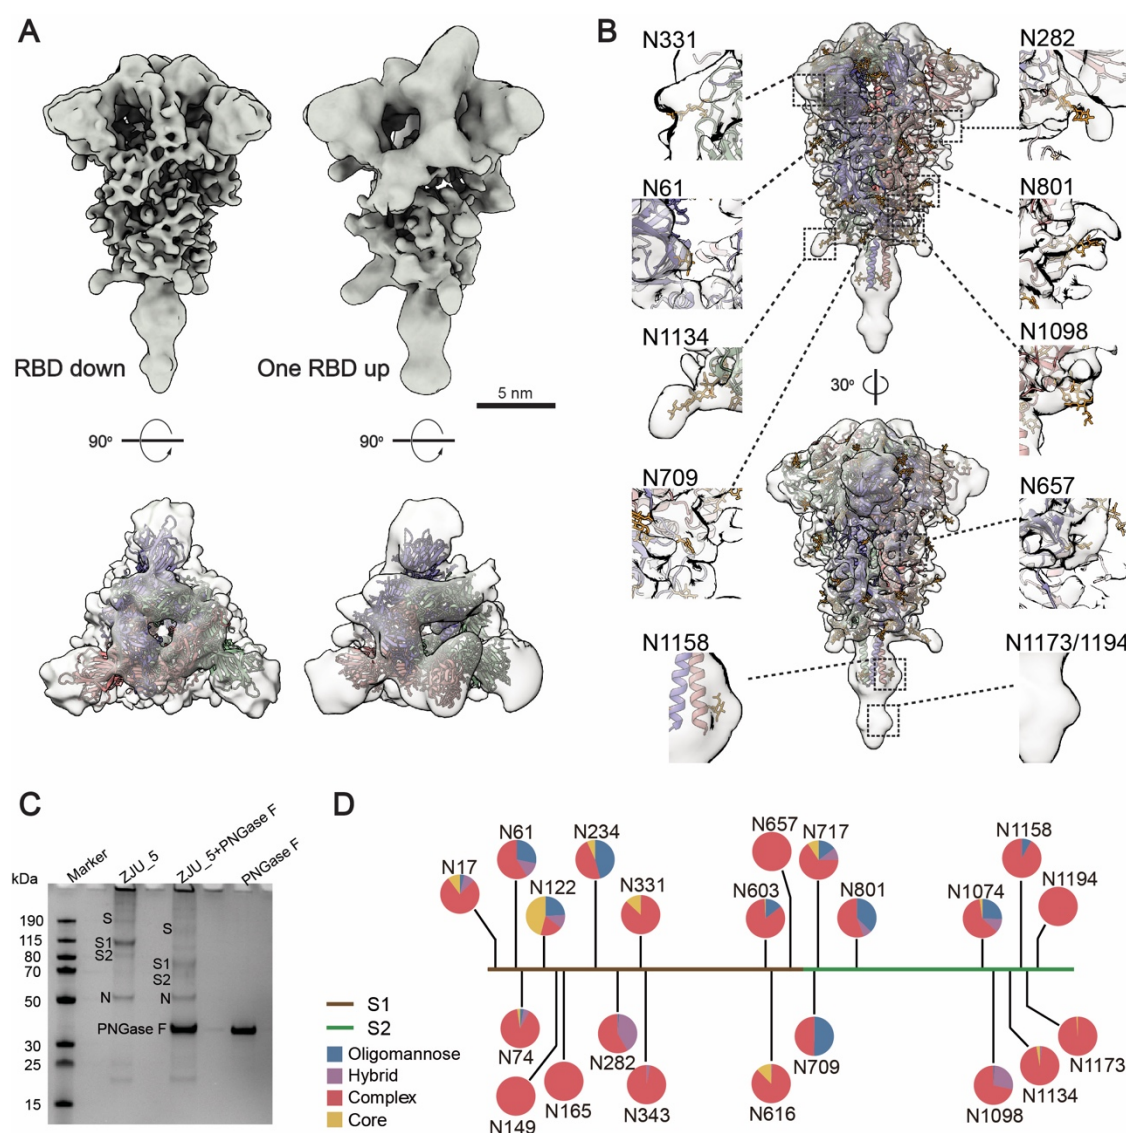 A
RBD down
One RBD up
5 nm
90°
90°
B
N331
N282
N61
N801
N1134
N1098
30°
N709
N657
N1158
N1173/1194
C
Marker
ZJU_5
ZJU_5+PNGase F
PNGase F
kDa
190
115
80
70
50
30
25
15
S
S1
S2
N
PNGase F
S
S1
S2
N
D
N17
N61
N122
N234
N331
N657
N603
N717
N801
N1074
N1158
N1194
N74
N149
N165
N282
N343
N616
N709
N1098
N1134
N1173
S1
S2
Oligomannose
Hybrid
Complex
Core